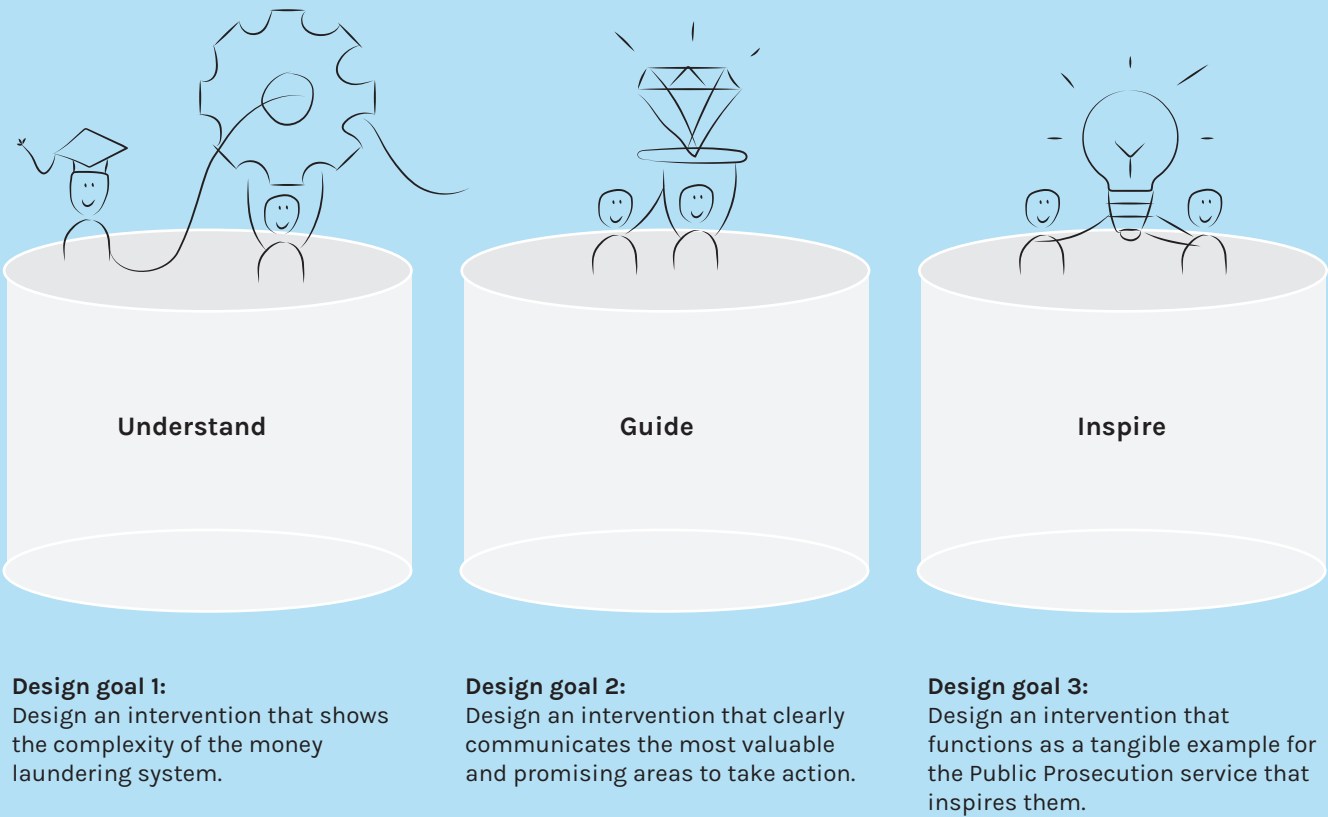 Understand
Guide
Inspire
Design goal 1:
Design an intervention that shows
the complexity of the money
laundering system.
Design goal 2:
Design an intervention that clearly
communicates the most valuable
and promising areas to take action.
Design goal 3:
Design an intervention that
functions as a tangible example for
the Public Prosecution service that
inspires them.